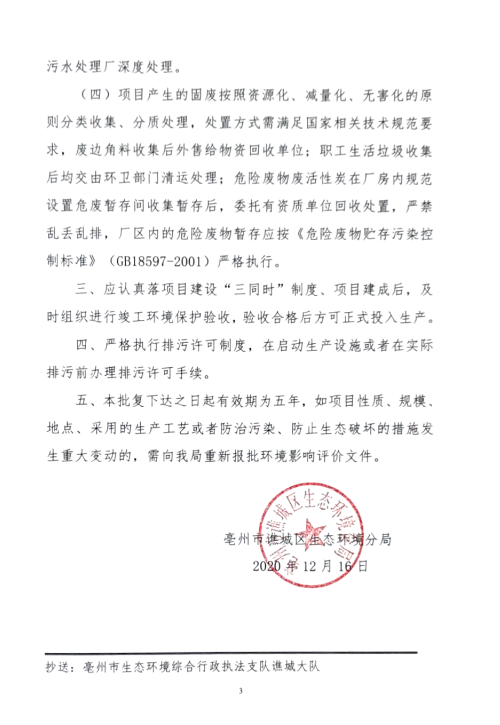 污水处理厂深度处理。
（四）项目产生的固废按照资源化、减量化、无害化的原
则分类收集、分质处理，处置方式需满足国家相关技术规范要
求，废边角料收集后外售给物资回收单位；职工生活垃圾收集
后均交由环卫部门清运处理；危险废物废活性炭在厂房内规范
设置危废暂存间收集暂存后，委托有资质单位回收处置，严禁
乱丢乱排，厂区内的危险废物暂存应按《危险废物贮存污染控
制标准》（GB18597-2001）严格执行。
三、应认真落项目建设“三同时”制度、项目建成后，及
时组织进行竣工环境保护验收，验收合格后方可正式投入生产。
四、严格执行排污许可制度，在启动生产设施或者在实际
排污前办理排污许可手续。
五、本批复下达之日起有效期为五年，如项目性质、规模、
地点、采用的生产工艺或者防治污染、防止生态破坏的措施发
生重大变动的，需向我局重新报批环境影响评价文件。
亳州市谯城区生态环境分局
亳州市谯城区生态环境分局
2020 年 12 月 16 日
抄送：亳州市生态环境综合行政执法支队谯城大队
3